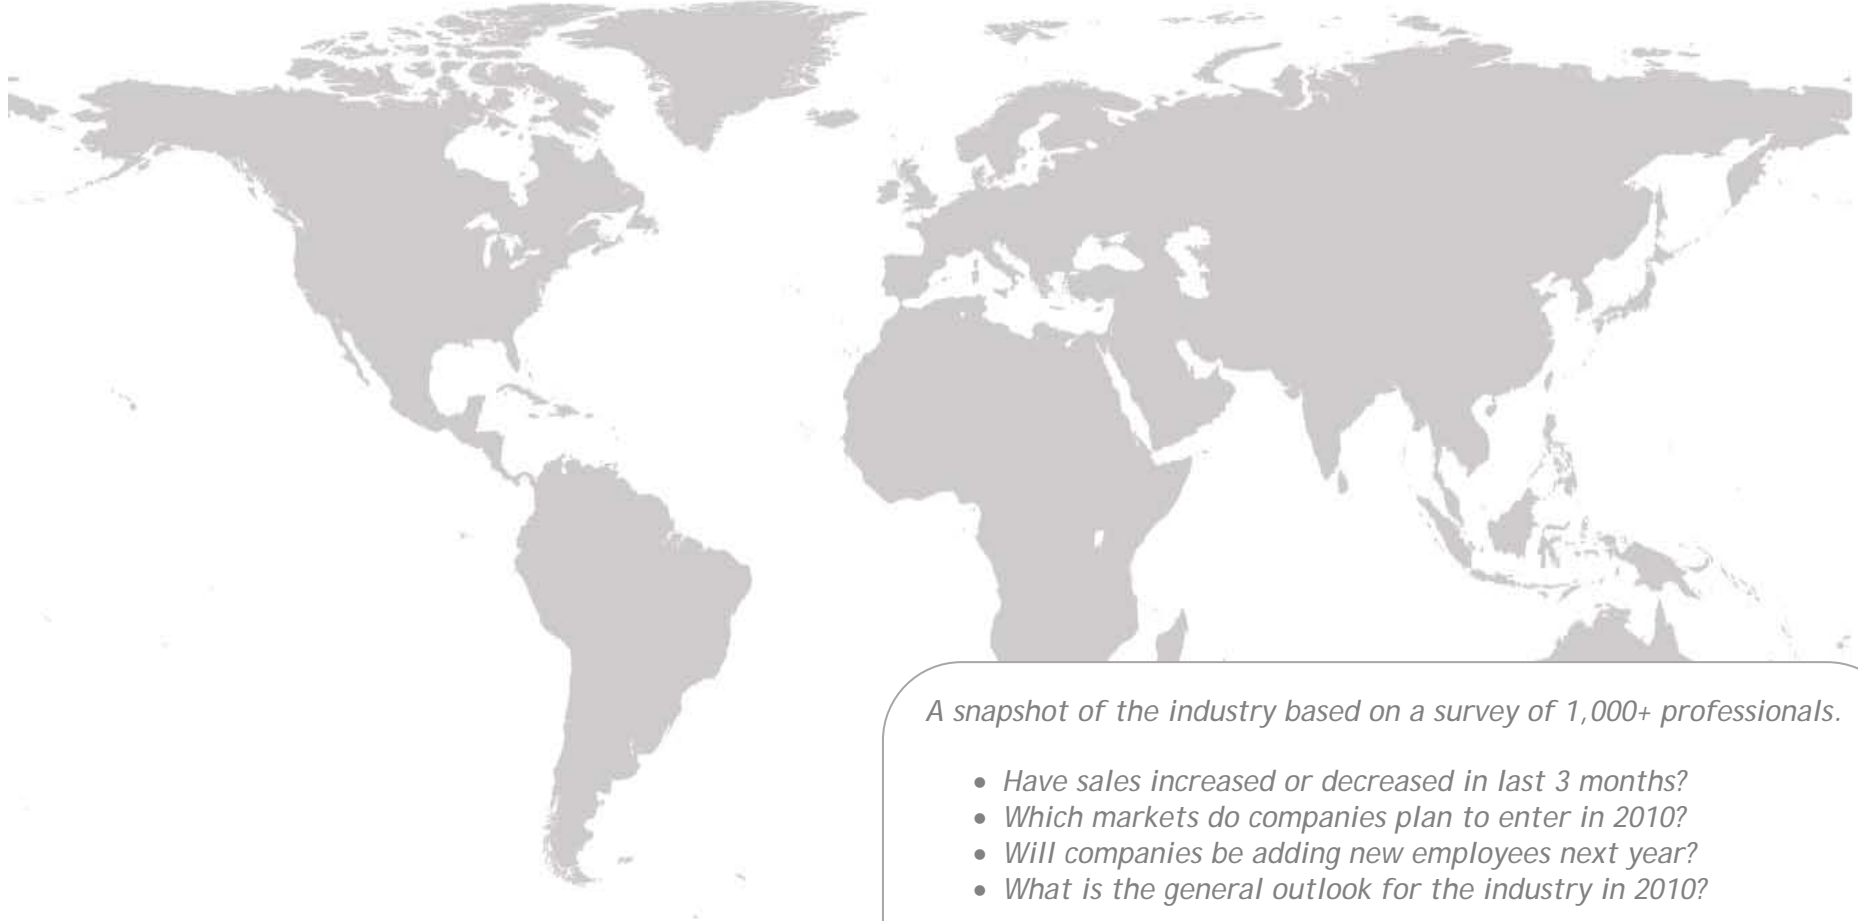 A snapshot of the industry based on a survey of 1,000+ professionals.
• Have sales increased or decreased in last 3 months?
• Which markets do companies plan to enter in 2010?
• Will companies be adding new employees next year?
• What is the general outlook for the industry in 2010?